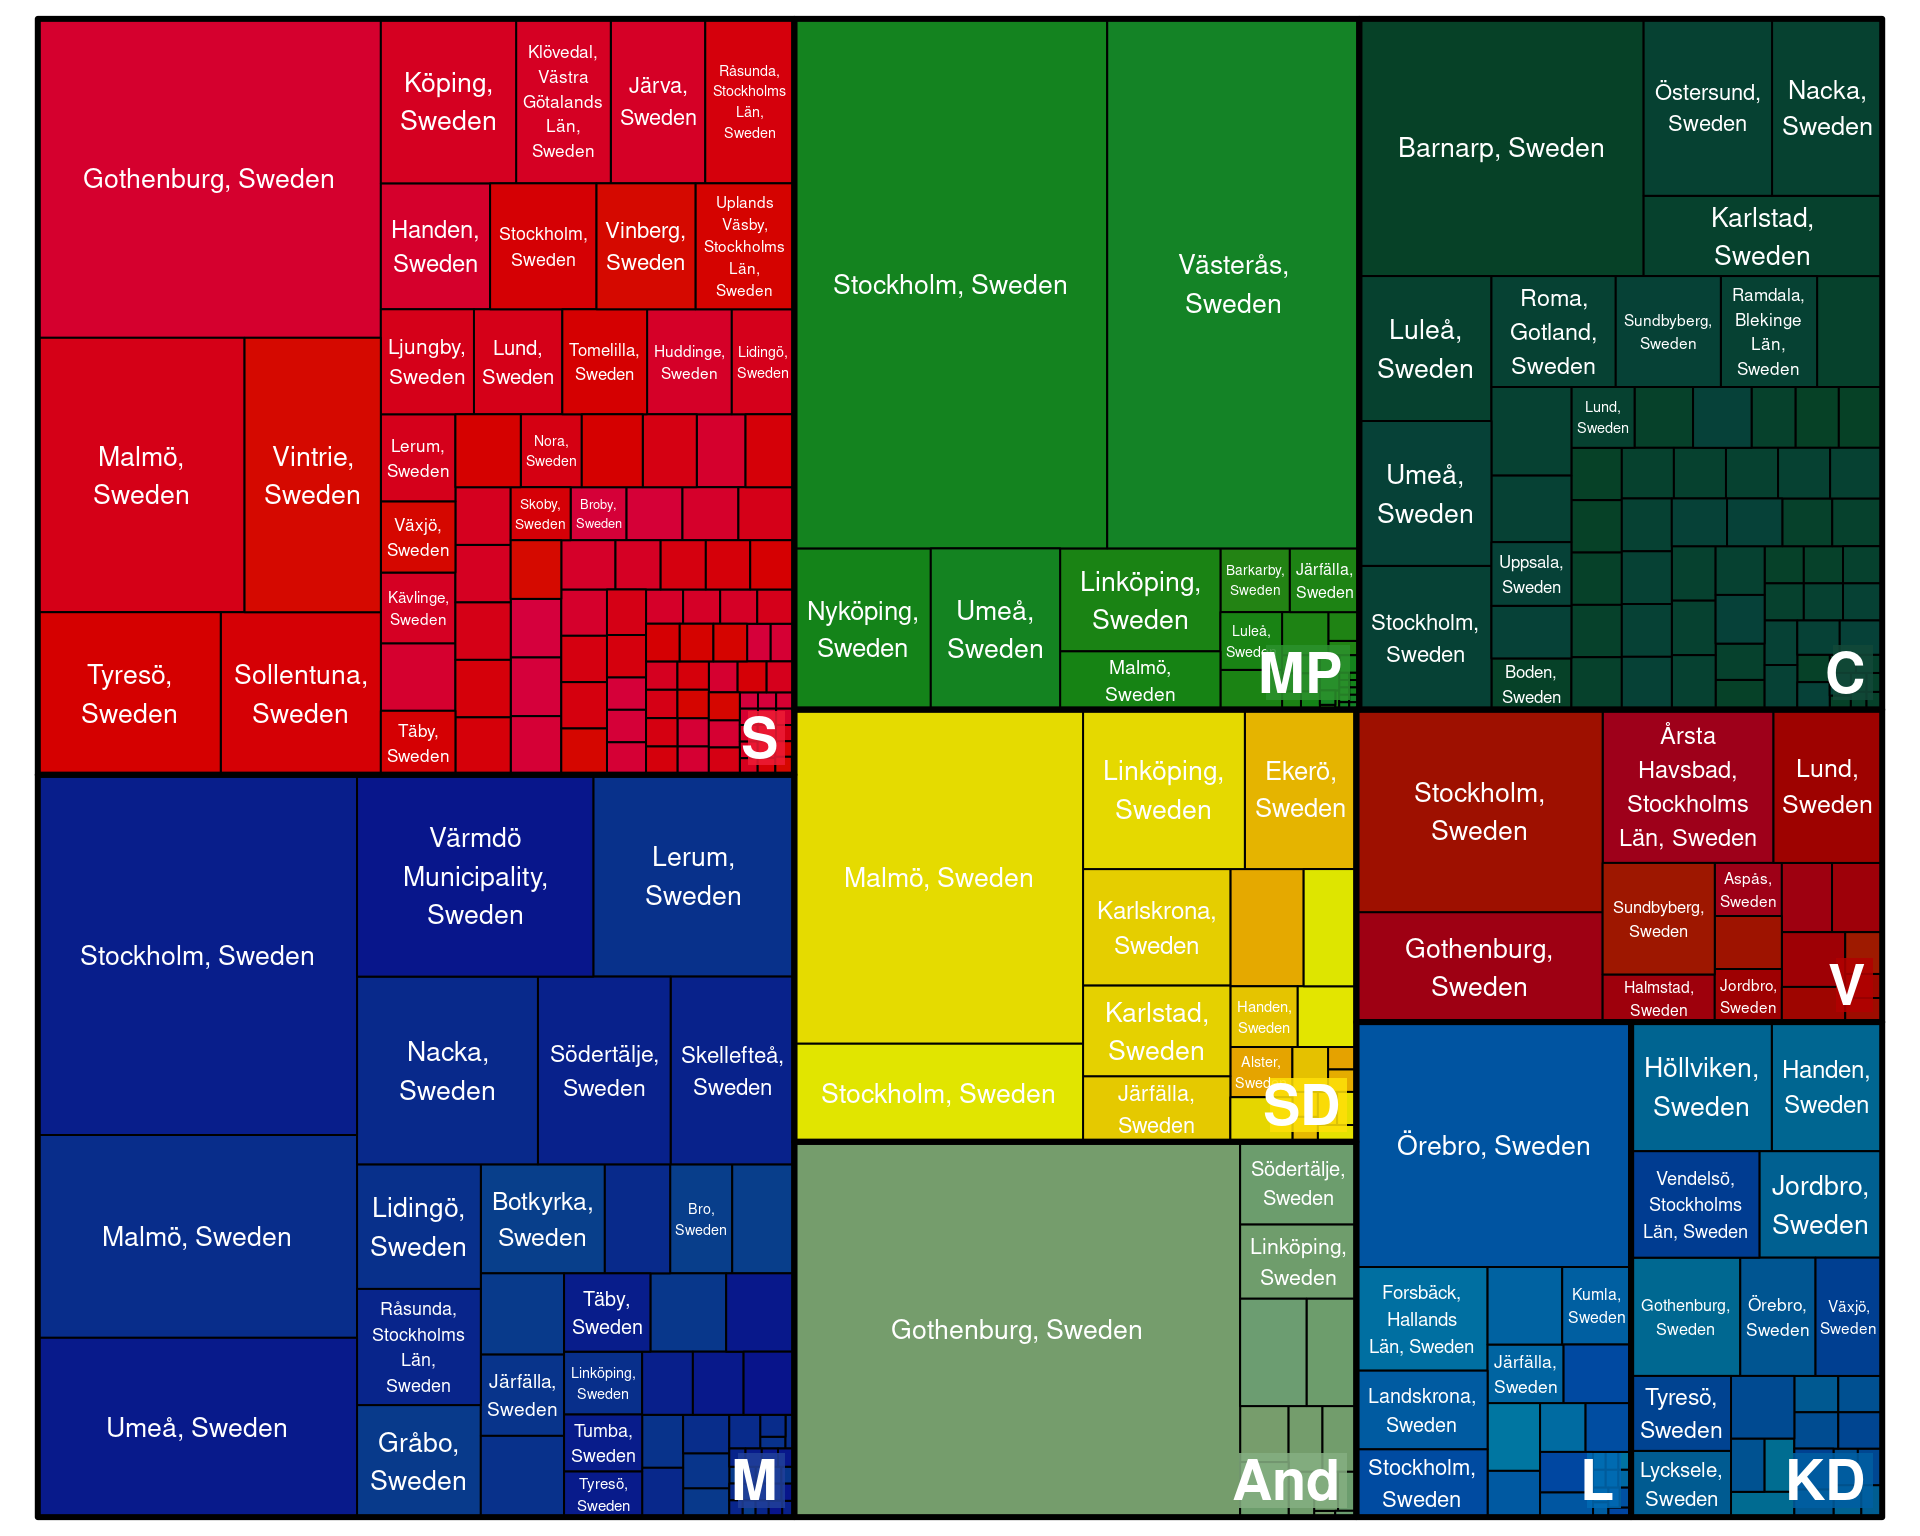 Gothenburg, Sweden
Malmö,
Sweden
Vintrie,
Sweden
Tyresö,
Sweden
Sollentuna,
Sweden
Köping,
Sweden
Klövedal,
Västra
Götalands
Län,
Sweden
Järva,
Sweden
Råsunda,
Stockholms
Län,
Sweden
Handen,
Sweden
Stockholm,
Sweden
Vinberg,
Sweden
Uplands
Väsby,
Stockholms
Län,
Sweden
Ljungby,
Sweden
Lund,
Sweden
Tomelilla,
Sweden
Huddinge,
Sweden
Lidingö,
Sweden
Lerum,
Sweden
Nora,
Sweden
Växjö,
Sweden
Skoby,
Sweden
Broby,
Sweden
Kävlinge,
Sweden
Täby,
Sweden
S
Stockholm, Sweden
Västerås,
Sweden
Nyköping,
Sweden
Umeå,
Sweden
Linköping,
Sweden
Malmö,
Sweden
Barkarby,
Sweden
Järfälla,
Sweden
Luleå,
Sweden
MP
Barnarp, Sweden
Östersund,
Sweden
Nacka,
Sweden
Karlstad,
Sweden
Luleå,
Sweden
Roma,
Gotland,
Sweden
Sundbyberg,
Sweden
Ramdala,
Blekinge
Län,
Sweden
Lund,
Sweden
Umeå,
Sweden
Uppsala,
Sweden
Stockholm,
Sweden
Boden,
Sweden
C
Stockholm, Sweden
Malmö, Sweden
Umeå, Sweden
Värmdö
Municipality,
Sweden
Lerum,
Sweden
Nacka,
Sweden
Södertälje,
Sweden
Skellefteå,
Sweden
Lidingö,
Sweden
Botkyrka,
Sweden
Bro,
Sweden
Råsunda,
Stockholms
Län,
Sweden
Täby,
Sweden
Järfälla,
Sweden
Linköping,
Sweden
Gråbo,
Sweden
Tumba,
Sweden
Tyresö,
Sweden
M
Malmö, Sweden
Stockholm, Sweden
Linköping,
Sweden
Ekerö,
Sweden
Karlskrona,
Sweden
Karlstad,
Sweden
Järfälla,
Sweden
Handen,
Sweden
Alster,
Sweden
SD
Gothenburg, Sweden
Södertälje,
Sweden
Linköping,
Sweden
And
Stockholm,
Sweden
Gothenburg,
Sweden
Årsta
Havsbad,
Stockholms
Län, Sweden
Lund,
Sweden
Sundbyberg,
Sweden
Aspås,
Sweden
Halmstad,
Sweden
Jordbro,
Sweden
V
Örebro, Sweden
Forsbäck,
Hallands
Län, Sweden
Kumla,
Sweden
Järfälla,
Sweden
Landskrona,
Sweden
Stockholm,
Sweden
L
Höllviken,
Sweden
Handen,
Sweden
Vendelsö,
Stockholms
Län, Sweden
Jordbro,
Sweden
Gothenburg,
Sweden
Örebro,
Sweden
Växjö,
Sweden
Tyresö,
Sweden
Lycksele,
Sweden
KD